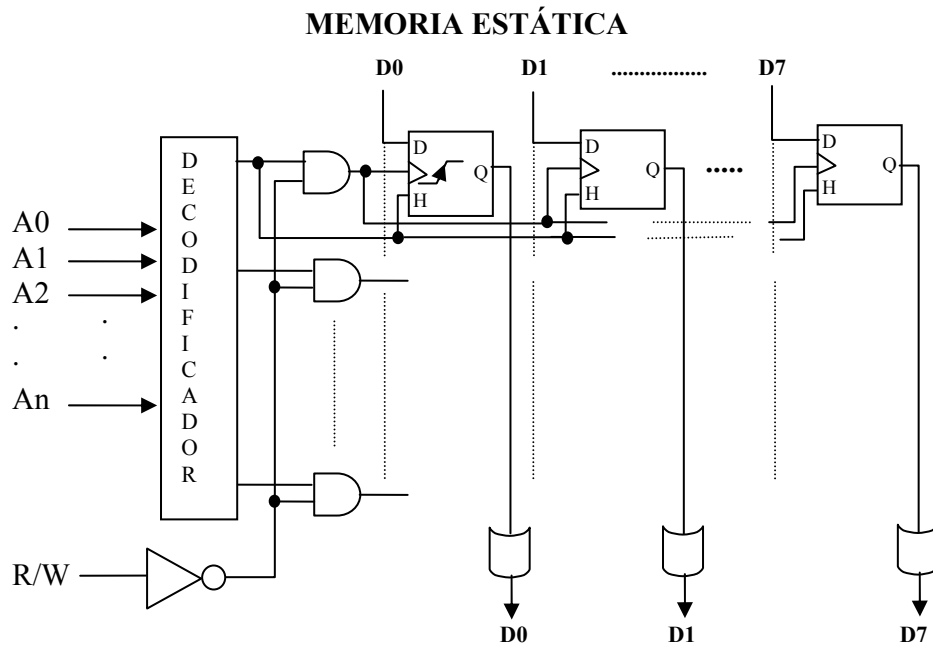 MEMORIA ESTÁTICA
D0 D1 .................. D7
D
Q
H
D
Q
H
.....
D
Q
H
D
E
C
O
D
I
F
I
C
A
D
O
R
A0
A1
A2
. .
. .
An
R/W
D0 D1 D7